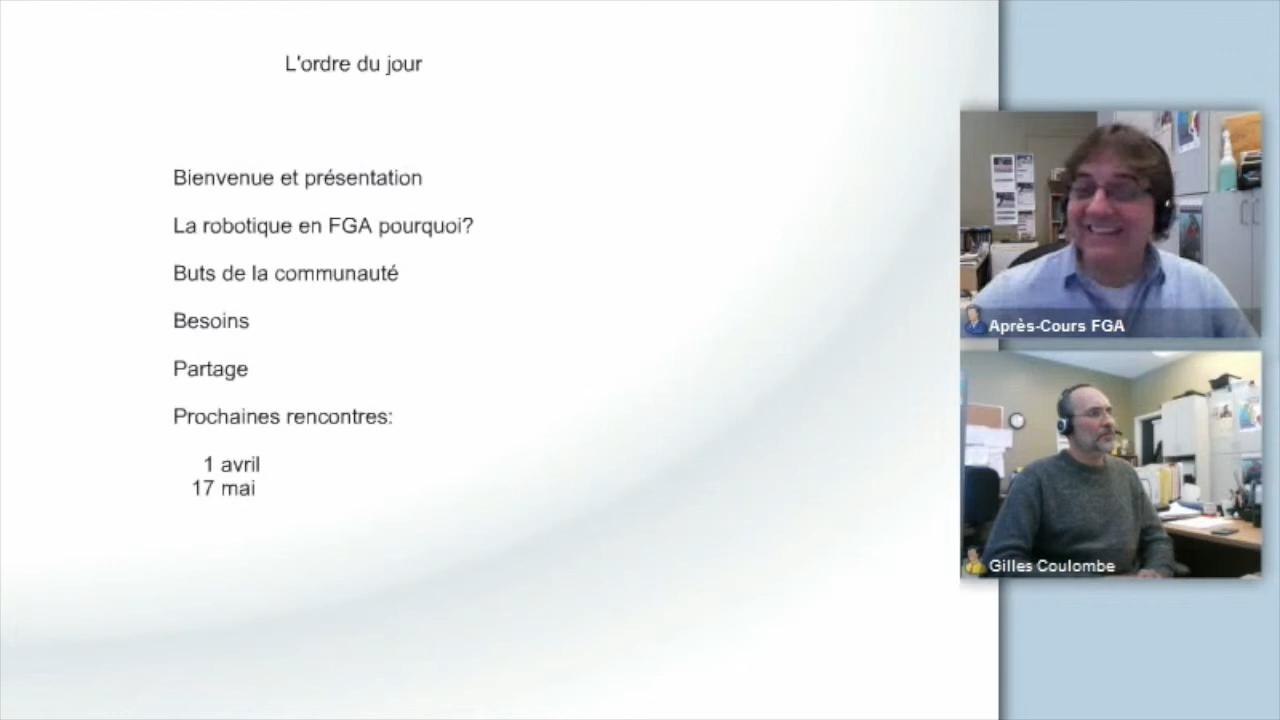 L'ordre du jour
Bienvenue et présentation
La robotique en FGA pourquoi?
Buts de la communauté
Besoins
Partage
Prochaines rencontres:
1 avril
17 mai
Après-Cours FGA
Gilles Coulombe